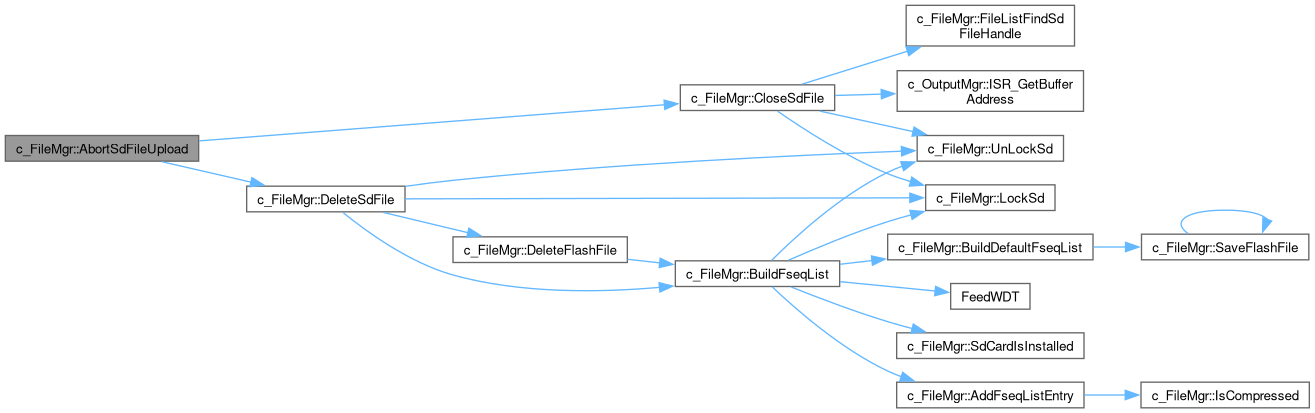 c_FileMgr::FileListFindSd
FileHandle
c_OutputMgr::ISR_GetBuffer
Address
c_FileMgr::CloseSdFile
c_FileMgr::AbortSdFileUpload
c_FileMgr::UnLockSd
c_FileMgr::DeleteSdFile
c_FileMgr::LockSd
c_FileMgr::DeleteFlashFile
c_FileMgr::BuildDefaultFseqList
c_FileMgr::SaveFlashFile
c_FileMgr::BuildFseqList
FeedWDT
c_FileMgr::SdCardIsInstalled
c_FileMgr::AddFseqListEntry
c_FileMgr::IsCompressed